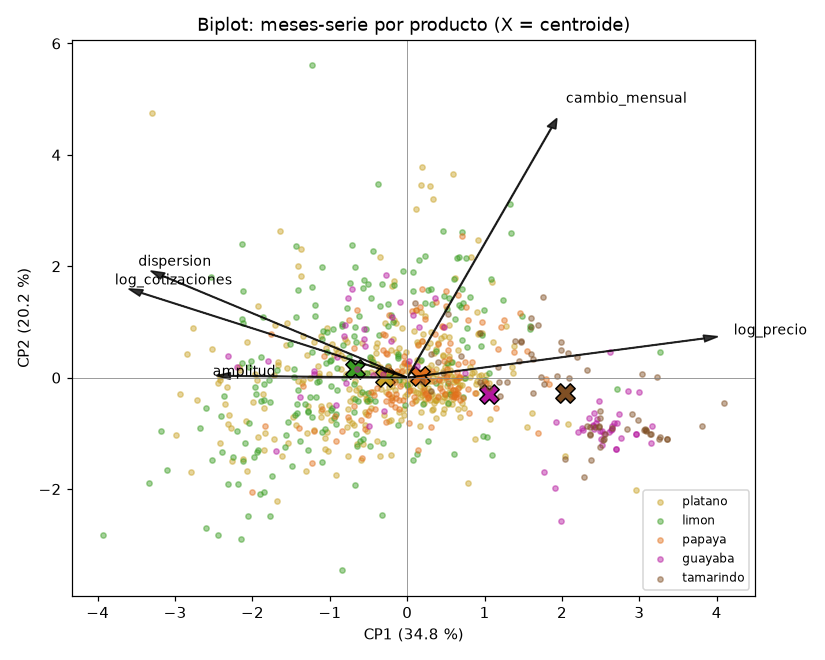 Biplot: meses-serie por producto (X = centroide)
6
4
2
0
−2
CP2 (20.2 %)
cambio_mensual
dispersion
log_cotizaciones
log_precio
amplitud
platano
limon
papaya
guayaba
tamarindo
−4 −3 −2 −1 0 1 2 3 4
CP1 (34.8 %)